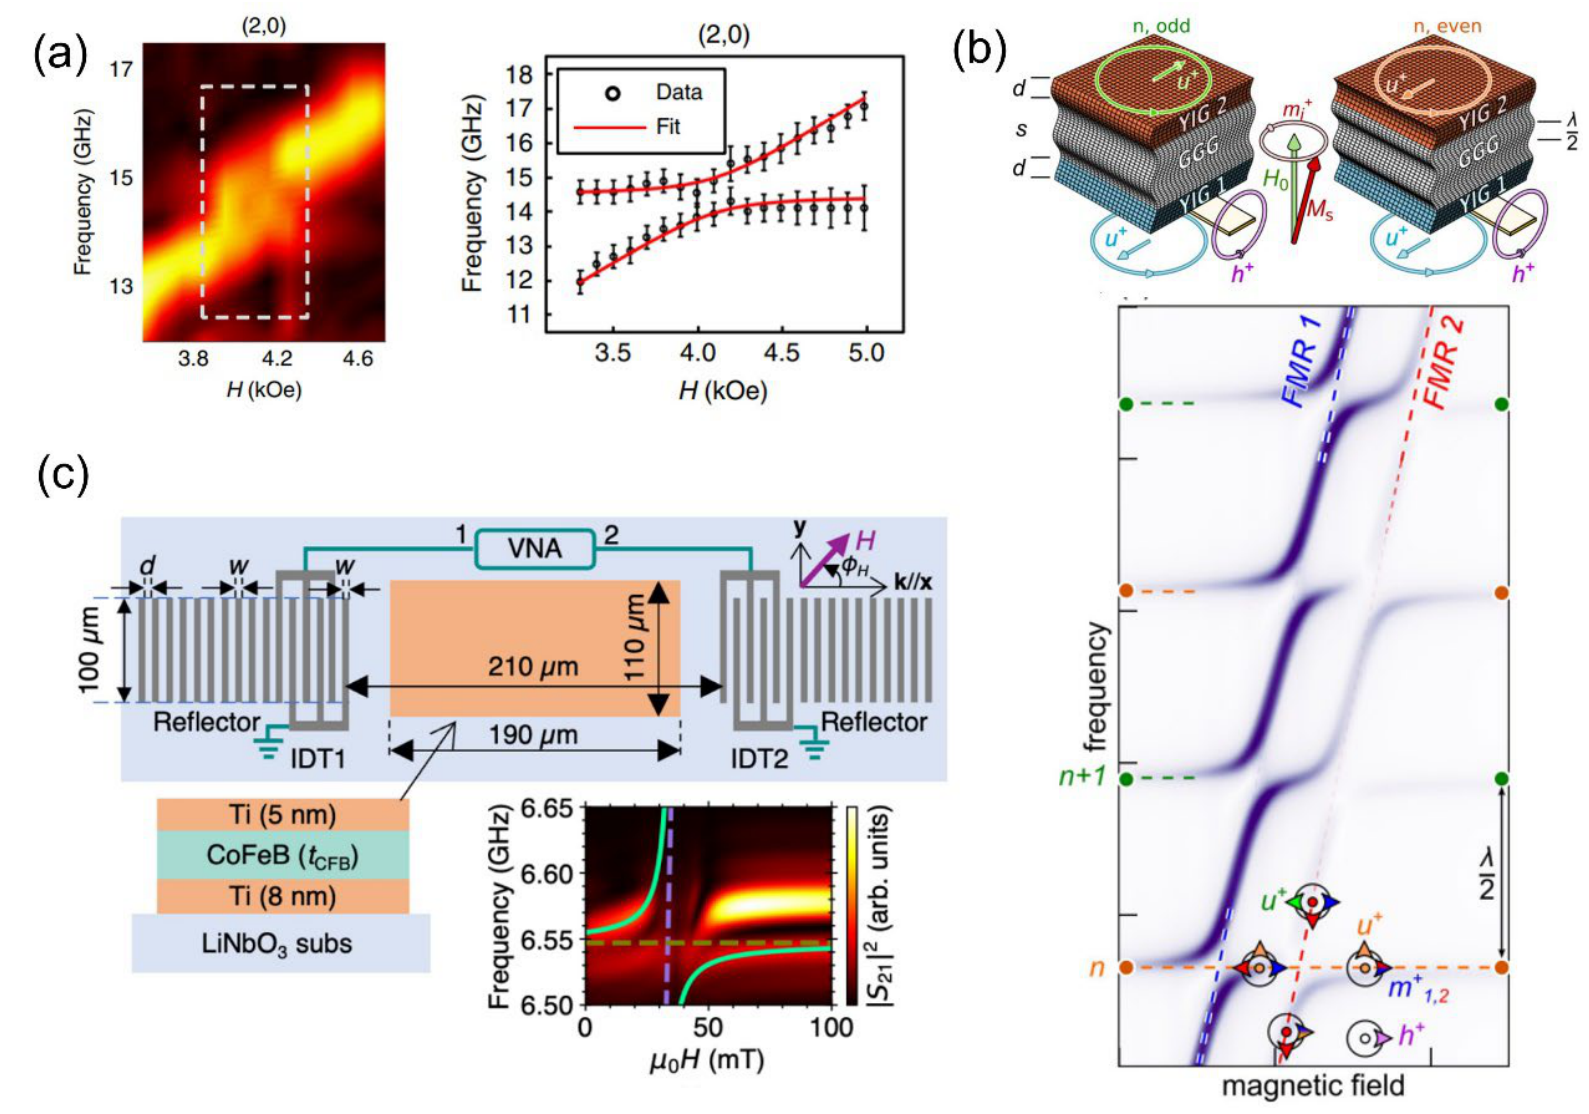 (a)
(2,0)
17
15
13
Frequency (GHz)
3.8 4.2 4.6
H (kOe)
(2,0)
18
17
16
15
14
13
12
11
Frequency (GHz)
Data
Fit
3.5 4.0 4.5 5.0
H (kOe)
(b)
n, odd
n, even
d
s
d
u⁺
YIG 2
GGG
YIG 1
u⁺
h⁺
mᵢ⁺
H₀
Mₛ
u⁺
YIG 2
GGG
YIG 1
u⁺
h⁺
λ
2
FMR 1
FMR 2
frequency
n+1
n
λ
2
u⁺
u⁺
m⁺₁,₂
h⁺
magnetic field
(c)
1 VNA 2
y
H
ϕH
k//x
d w w
100 μm
210 μm
110 μm
190 μm
Reflector
IDT1
IDT2
Reflector
Ti (5 nm)
CoFeB (tCFB)
Ti (8 nm)
LiNbO₃ subs
6.65
6.60
6.55
6.50
Frequency (GHz)
0 50 100
μ₀H (mT)
|S₂₁|² (arb. units)